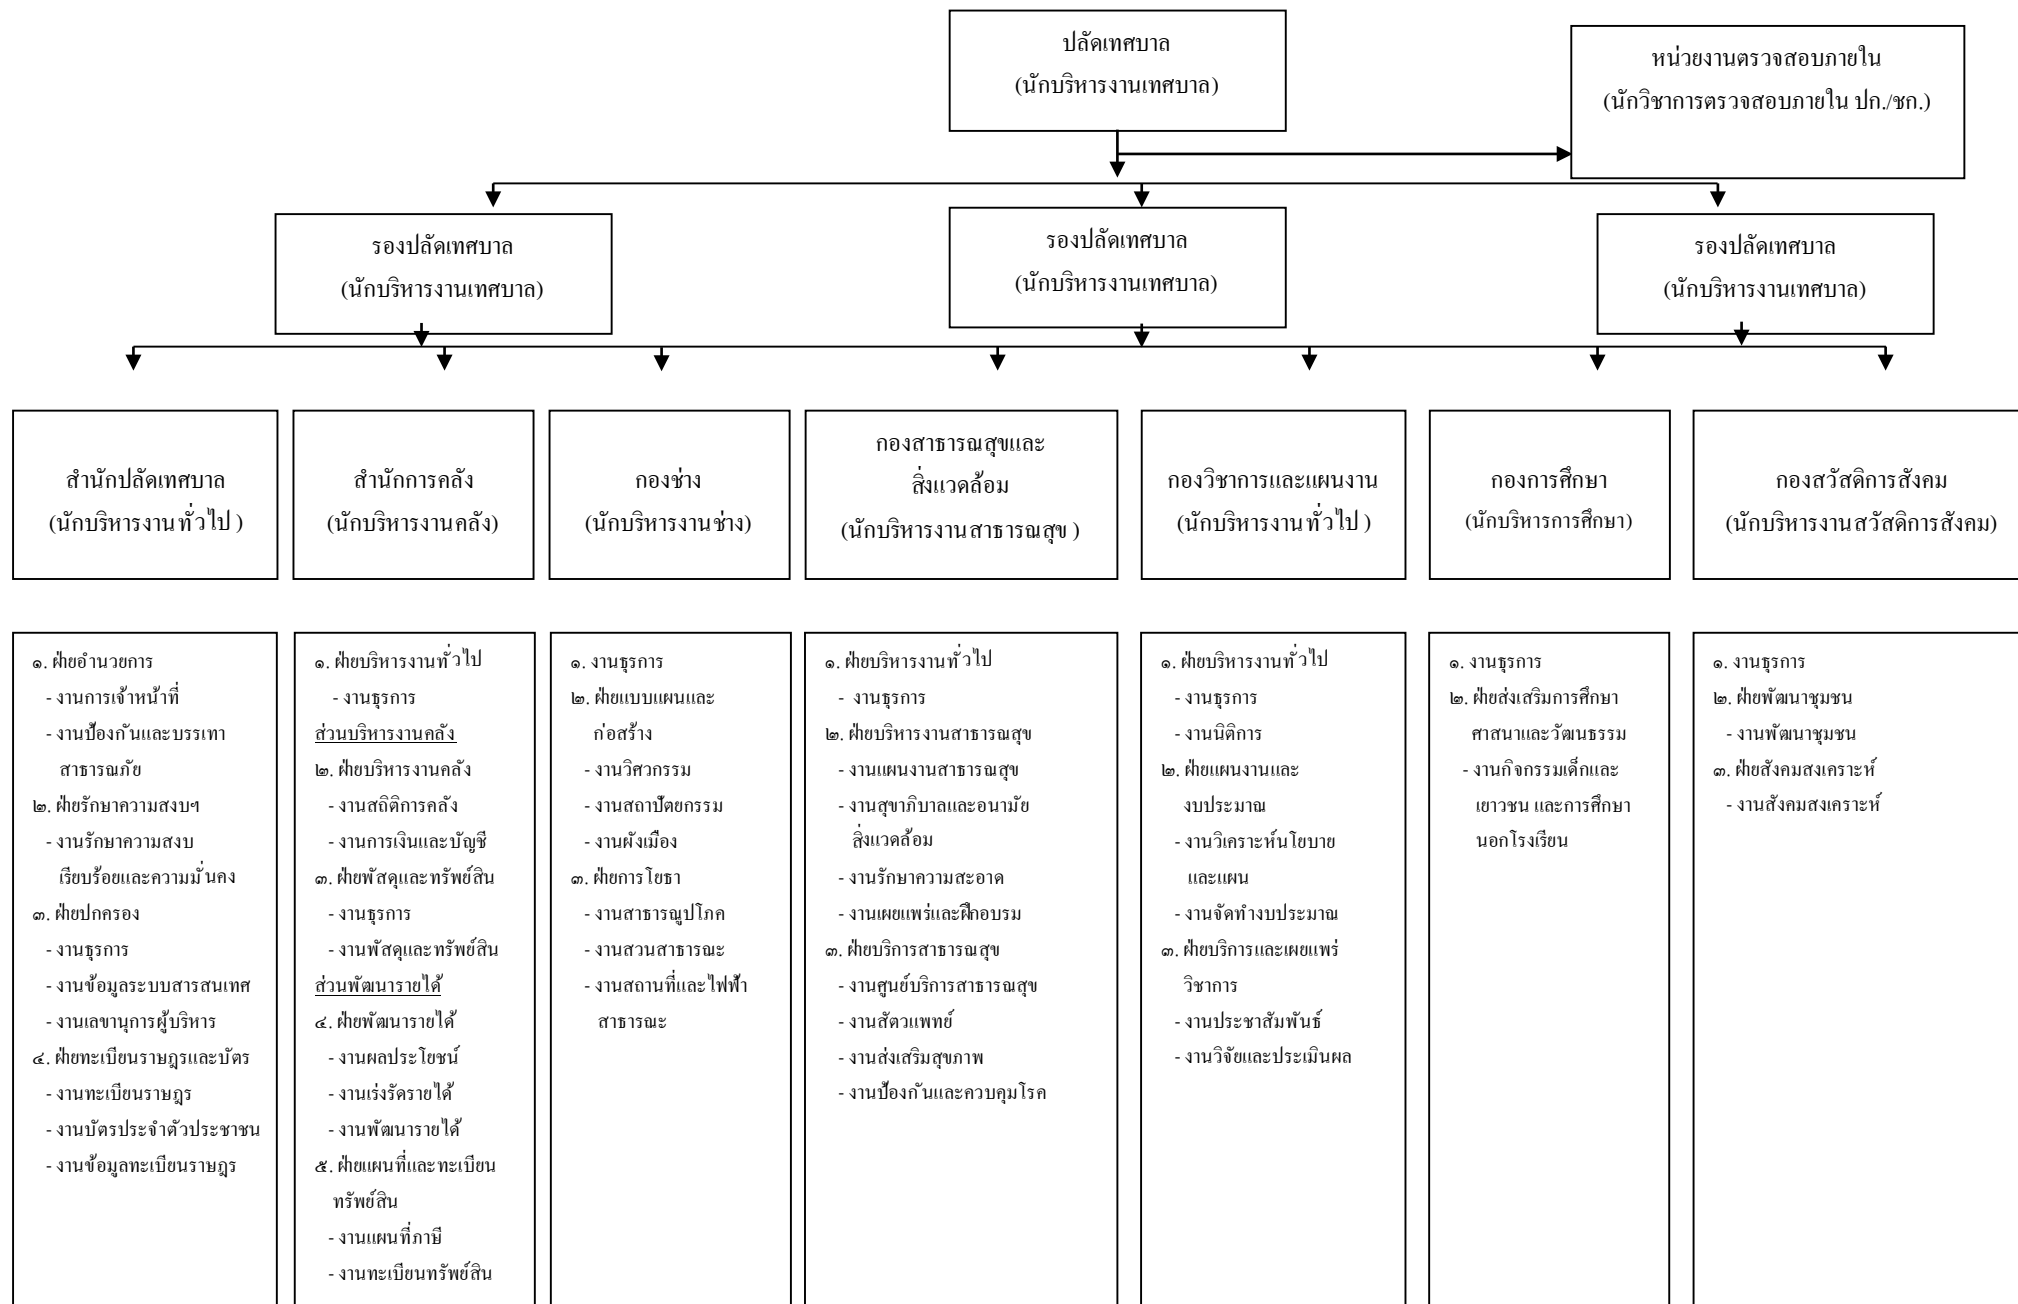 ปลัดเทศบาล
(นักบริหารงานเทศบาล)
หน่วยงานตรวจสอบภายใน
(นักวิชาการตรวจสอบภายใน ปก./ชก.)
รองปลัดเทศบาล
(นักบริหารงานเทศบาล)
รองปลัดเทศบาล
(นักบริหารงานเทศบาล)
รองปลัดเทศบาล
(นักบริหารงานเทศบาล)
สำนักปลัดเทศบาล
(นักบริหารงานทั่วไป )
สำนักการคลัง
(นักบริหารงานคลัง)
กองช่าง
(นักบริหารงานช่าง)
กองสาธารณสุขและ
สิ่งแวดล้อม
(นักบริหารงานสาธารณสุข )
กองวิชาการและแผนงาน
(นักบริหารงานทั่วไป )
กองการศึกษา
(นักบริหารการศึกษา)
กองสวัสดิการสังคม
(นักบริหารงานสวัสดิการสังคม)
๑. ฝ่ายอำนวยการ
- งานการเจ้าหน้าที่
- งานป้องกันและบรรเทา
สาธารณภัย
๒. ฝ่ายรักษาความสงบฯ
- งานรักษาความสงบ
เรียบร้อยและความมั่นคง
๓. ฝ่ายปกครอง
- งานธุรการ
- งานข้อมูลระบบสารสนเทศ
- งานเลขานุการผู้บริหาร
๔. ฝ่ายทะเบียนราษฎรและบัตร
- งานทะเบียนราษฎร
- งานบัตรประจำตัวประชาชน
- งานข้อมูลทะเบียนราษฎร
๑. ฝ่ายบริหารงานทั่วไป
- งานธุรการ
ส่วนบริหารงานคลัง
๒. ฝ่ายบริหารงานคลัง
- งานสถิติการคลัง
- งานการเงินและบัญชี
๓. ฝ่ายพัสดุและทรัพย์สิน
- งานธุรการ
- งานพัสดุและทรัพย์สิน
ส่วนพัฒนารายได้
๔. ฝ่ายพัฒนารายได้
- งานผลประโยชน์
- งานเร่งรัดรายได้
- งานพัฒนารายได้
๕. ฝ่ายแผนที่และทะเบียน
ทรัพย์สิน
- งานแผนที่ภาษี
- งานทะเบียนทรัพย์สิน
๑. งานธุรการ
๒. ฝ่ายแบบแผนและ
ก่อสร้าง
- งานวิศวกรรม
- งานสถาปัตยกรรม
- งานผังเมือง
๓. ฝ่ายการโยธา
- งานสาธารณูปโภค
- งานสวนสาธารณะ
- งานสถานที่และไฟฟ้า
สาธารณะ
๑. ฝ่ายบริหารงานทั่วไป
- งานธุรการ
๒. ฝ่ายบริหารงานสาธารณสุข
- งานแผนงานสาธารณสุข
- งานสุขาภิบาลและอนามัย
สิ่งแวดล้อม
- งานรักษาความสะอาด
- งานเผยแพร่และฝึกอบรม
๓. ฝ่ายบริการสาธารณสุข
- งานศูนย์บริการสาธารณสุข
- งานสัตวแพทย์
- งานส่งเสริมสุขภาพ
- งานป้องกันและควบคุมโรค
๑. ฝ่ายบริหารงานทั่วไป
- งานธุรการ
- งานนิติการ
๒. ฝ่ายแผนงานและ
งบประมาณ
- งานวิเคราะห์นโยบาย
และแผน
- งานจัดทำงบประมาณ
๓. ฝ่ายบริการและเผยแพร่
วิชาการ
- งานประชาสัมพันธ์
- งานวิจัยและประเมินผล
๑. งานธุรการ
๒. ฝ่ายส่งเสริมการศึกษา
ศาสนาและวัฒนธรรม
- งานกิจกรรมเด็กและ
เยาวชน และการศึกษา
นอกโรงเรียน
๑. งานธุรการ
๒. ฝ่ายพัฒนาชุมชน
- งานพัฒนาชุมชน
๓. ฝ่ายสังคมสงเคราะห์
- งานสังคมสงเคราะห์